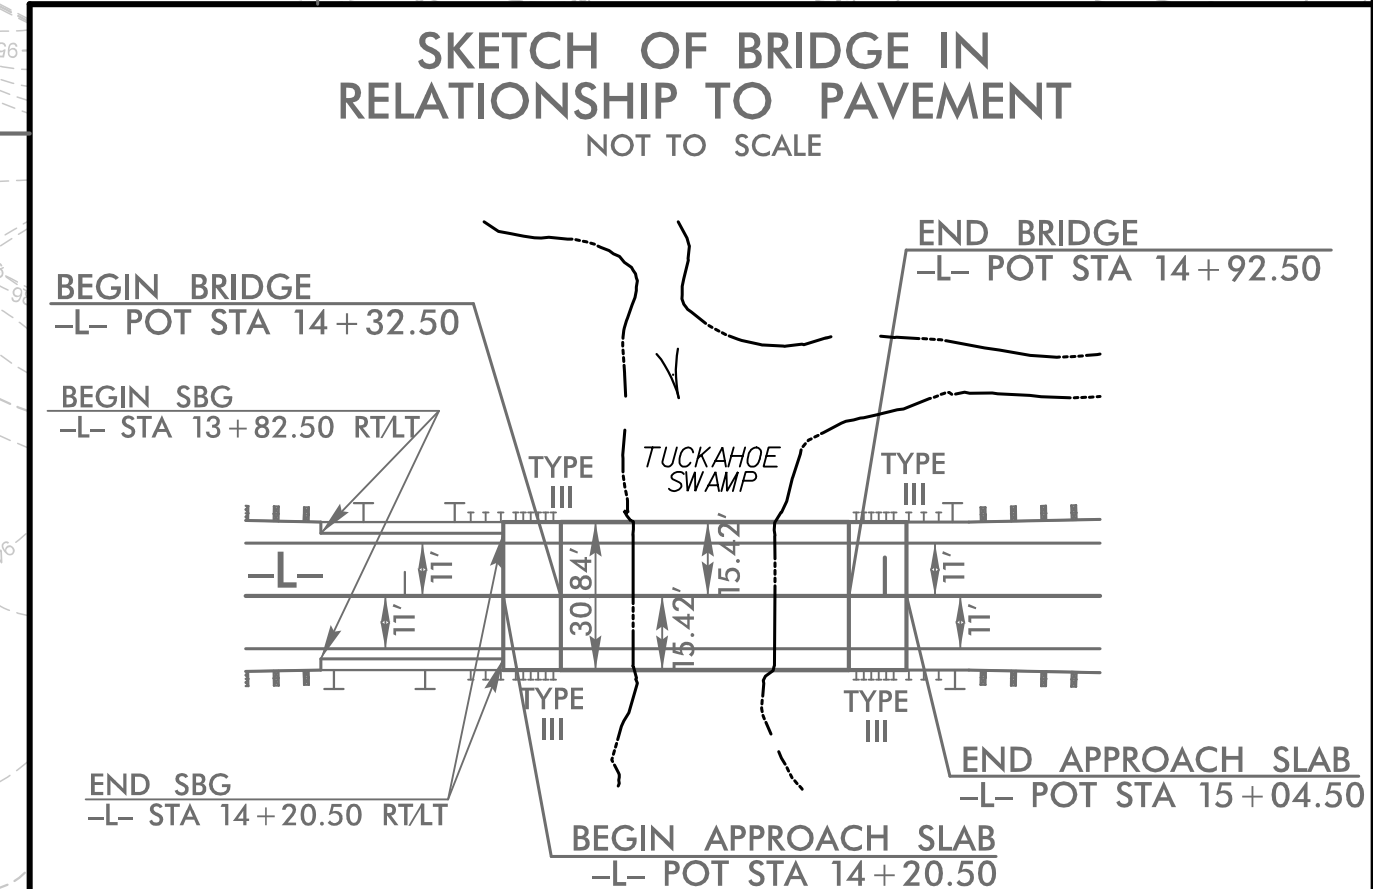 SKETCH OF BRIDGE IN
RELATIONSHIP TO PAVEMENT
NOT TO SCALE
END BRIDGE
-L- POT STA 14+92.50
BEGIN BRIDGE
-L- POT STA 14+32.50
BEGIN SBG
-L- STA 13+82.50 RT/LT
TUCKAHOE
SWAMP
TYPE
III
TYPE
III
-L-
11'
11'
30.84'
15.42'
15.42'
11'
11'
TYPE
III
TYPE
III
END SBG
-L- STA 14+20.50 RT/LT
END APPROACH SLAB
-L- POT STA 15+04.50
BEGIN APPROACH SLAB
-L- POT STA 14+20.50